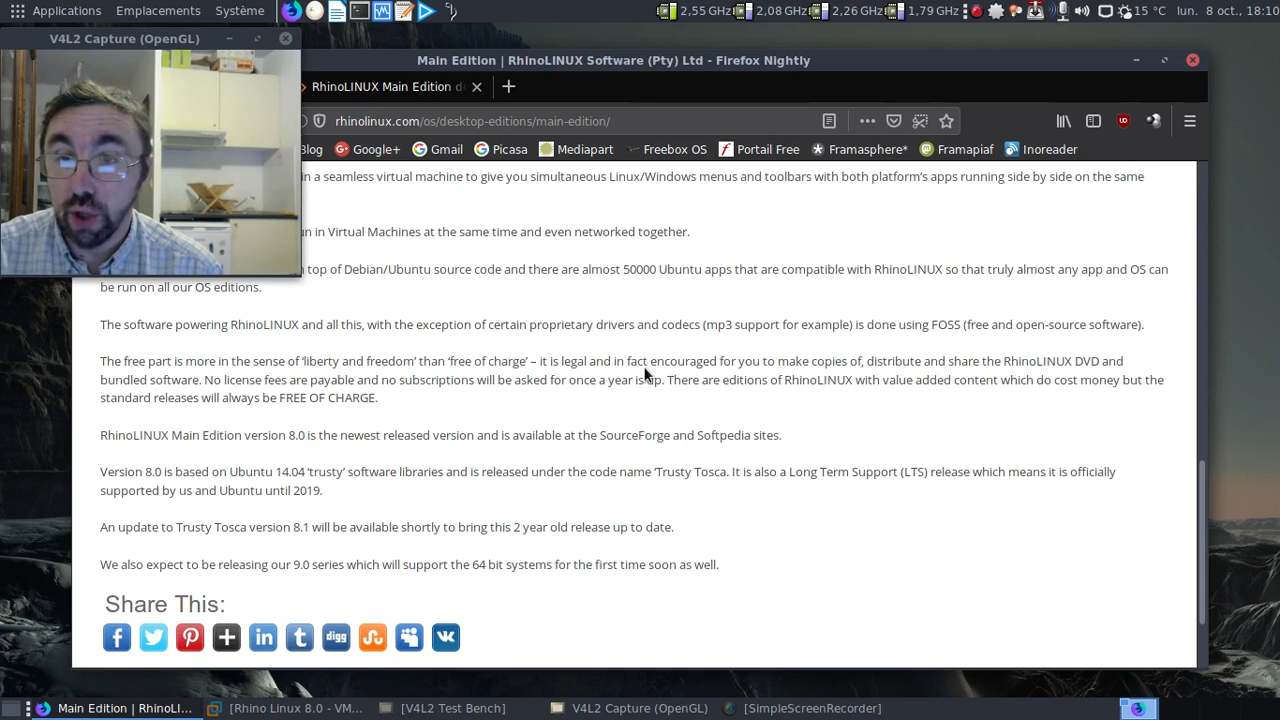 Applications Emplacements Système 2,55 GHz 2,08 GHz 2,26 GHz 1,79 GHz 15 °C lun. 8 oct., 18:10
V4L2 Capture (OpenGL)
Main Edition | RhinoLINUX Software (Pty) Ltd - Firefox Nightly
RhinoLINUX Main Edition d
rhinolinux.com/os/desktop-editions/main-edition/
Blog Google+ Gmail Picasa Mediapart Freebox OS Portail Free Framasphere* Framapiaf Inoreader
in a seamless virtual machine to give you simultaneous Linux/Windows menus and toolbars with both platform's apps running side by side on the same
un in Virtual Machines at the same time and even networked together.
top of Debian/Ubuntu source code and there are almost 50000 Ubuntu apps that are compatible with RhinoLINUX so that truly almost any app and OS can
be run on all our OS editions.
The software powering RhinoLINUX and all this, with the exception of certain proprietary drivers and codecs (mp3 support for example) is done using FOSS (free and open-source software).
The free part is more in the sense of 'liberty and freedom' than 'free of charge' – it is legal and in fact encouraged for you to make copies of, distribute and share the RhinoLINUX DVD and
bundled software. No license fees are payable and no subscriptions will be asked for once a year is up. There are editions of RhinoLINUX with value added content which do cost money but the
standard releases will always be FREE OF CHARGE.
RhinoLINUX Main Edition version 8.0 is the newest released version and is available at the SourceForge and Softpedia sites.
Version 8.0 is based on Ubuntu 14.04 'trusty' software libraries and is released under the code name 'Trusty Tosca. It is also a Long Term Support (LTS) release which means it is officially
supported by us and Ubuntu until 2019.
An update to Trusty Tosca version 8.1 will be available shortly to bring this 2 year old release up to date.
We also expect to be releasing our 9.0 series which will support the 64 bit systems for the first time soon as well.
Share This:
digg
Main Edition | RhinoLI... [Rhino Linux 8.0 - VM... [V4L2 Test Bench] V4L2 Capture (OpenGL) [SimpleScreenRecorder]